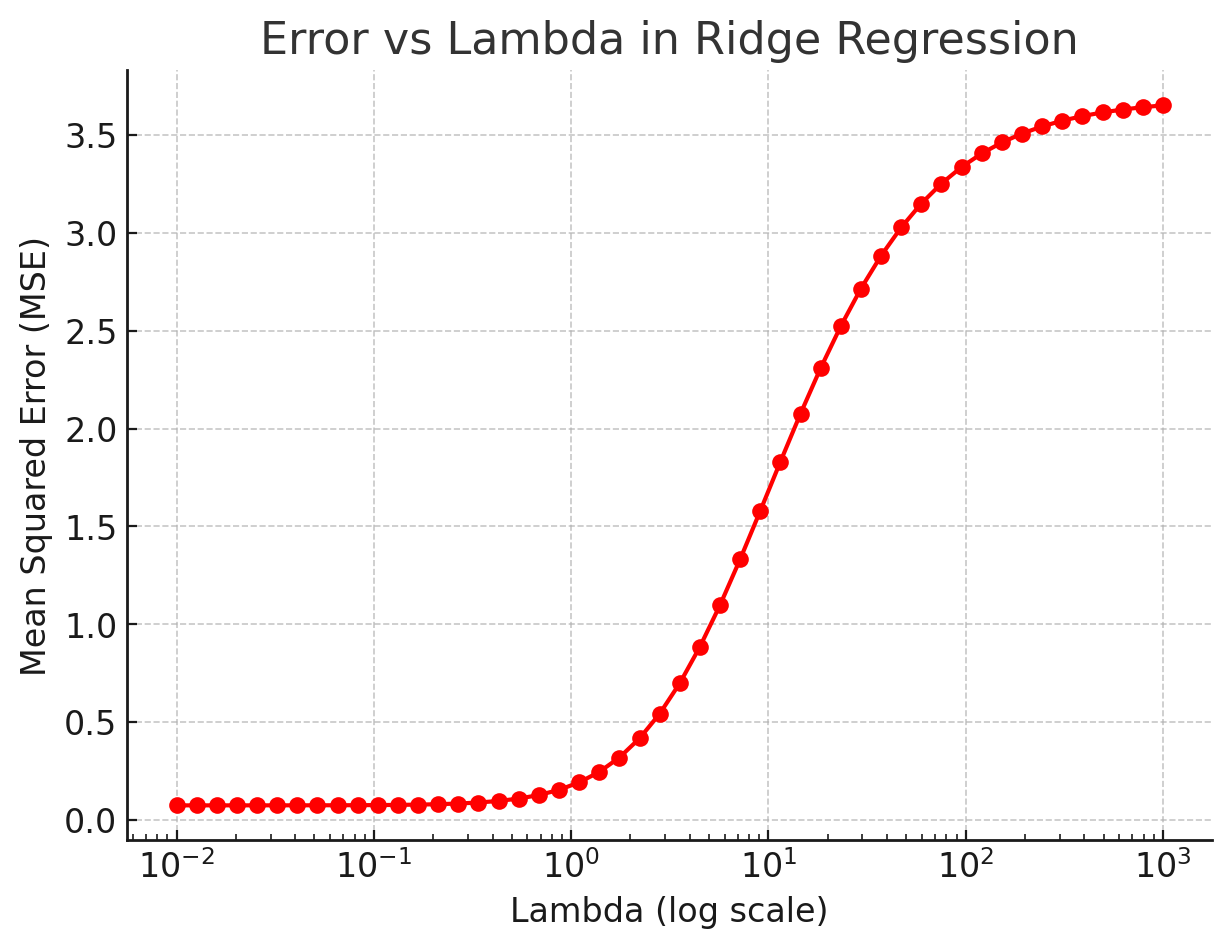 Error vs Lambda in Ridge Regression
Mean Squared Error (MSE)
3.5
3.0
2.5
2.0
1.5
1.0
0.5
0.0
10⁻² 10⁻¹ 10⁰ 10¹ 10² 10³
Lambda (log scale)